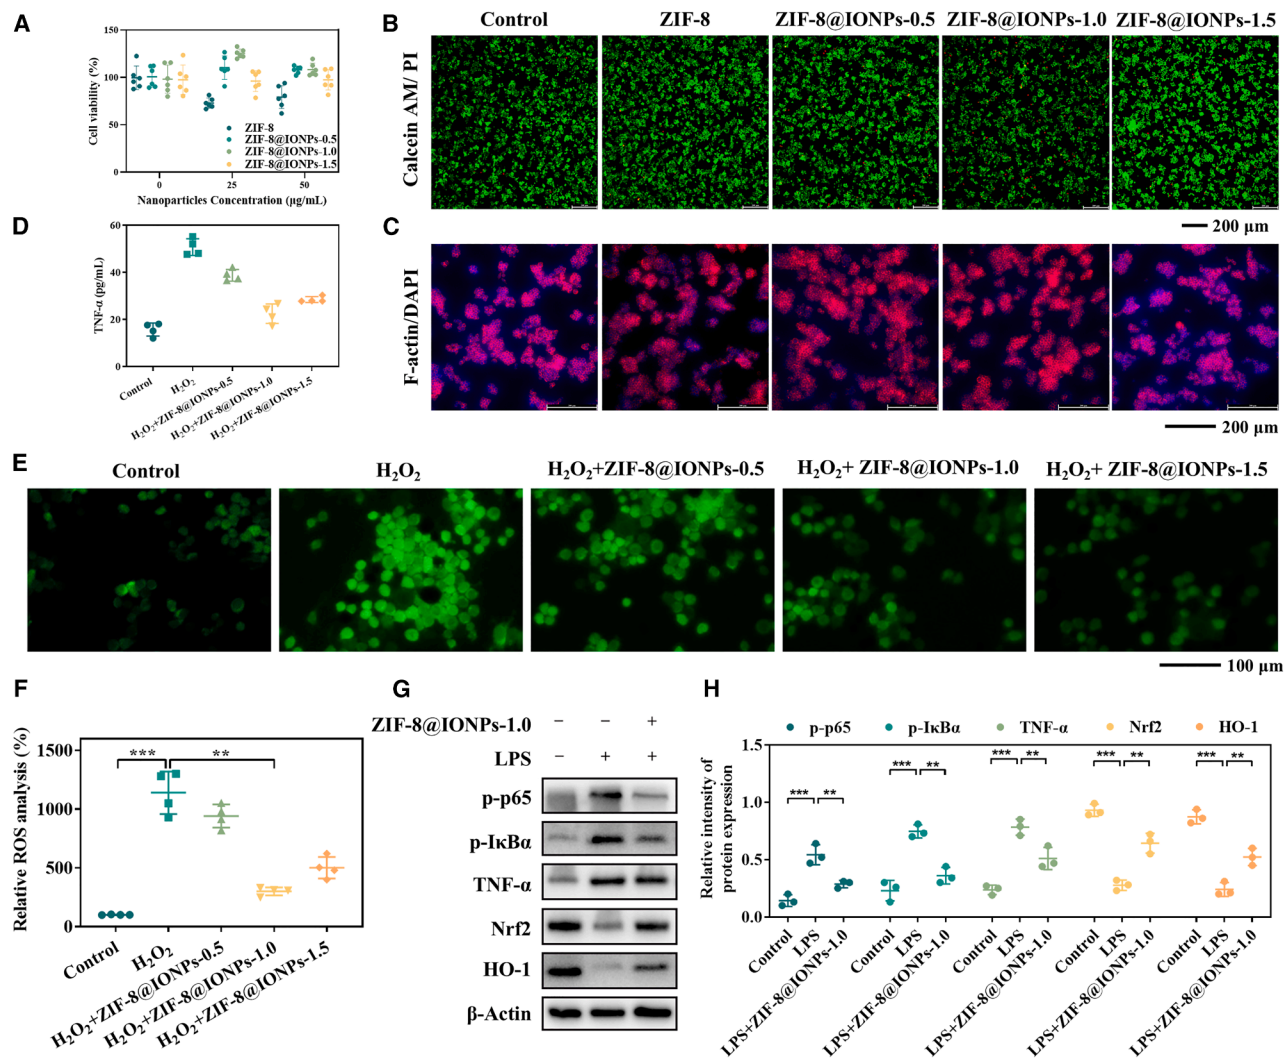 A
Cell viability (%)
150
100
50
0
ZIF-8
ZIF-8@IONPs-0.5
ZIF-8@IONPs-1.0
ZIF-8@IONPs-1.5
0 25 50
Nanoparticles Concentration (μg/mL)
B
Control ZIF-8 ZIF-8@IONPs-0.5 ZIF-8@IONPs-1.0 ZIF-8@IONPs-1.5
Calcein AM/ PI
200 μm
C
F-actin/DAPI
200 μm
D
TNF-α (pg/mL)
60
40
20
0
Control
H₂O₂
H₂O₂+ZIF-8@IONPs-0.5
H₂O₂+ZIF-8@IONPs-1.0
H₂O₂+ZIF-8@IONPs-1.5
E
Control H₂O₂ H₂O₂+ZIF-8@IONPs-0.5 H₂O₂+ ZIF-8@IONPs-1.0 H₂O₂+ ZIF-8@IONPs-1.5
100 μm
F
Relative ROS analysis (%)
1500
1000
500
0
*** **
Control
H₂O₂
H₂O₂+ZIF-8@IONPs-0.5
H₂O₂+ZIF-8@IONPs-1.0
H₂O₂+ZIF-8@IONPs-1.5
G
ZIF-8@IONPs-1.0 − − +
LPS − + +
p-p65
p-IκBα
TNF-α
Nrf2
HO-1
β-Actin
H
p-p65 p-IκBα TNF-α Nrf2 HO-1
Relative intensity of
protein expression
1.5
1.0
0.5
0.0
*** ** *** ** *** ** *** ** *** **
Control
LPS
LPS+ZIF-8@IONPs-1.0
Control
LPS
LPS+ZIF-8@IONPs-1.0
Control
LPS
LPS+ZIF-8@IONPs-1.0
Control
LPS
LPS+ZIF-8@IONPs-1.0
Control
LPS
LPS+ZIF-8@IONPs-1.0